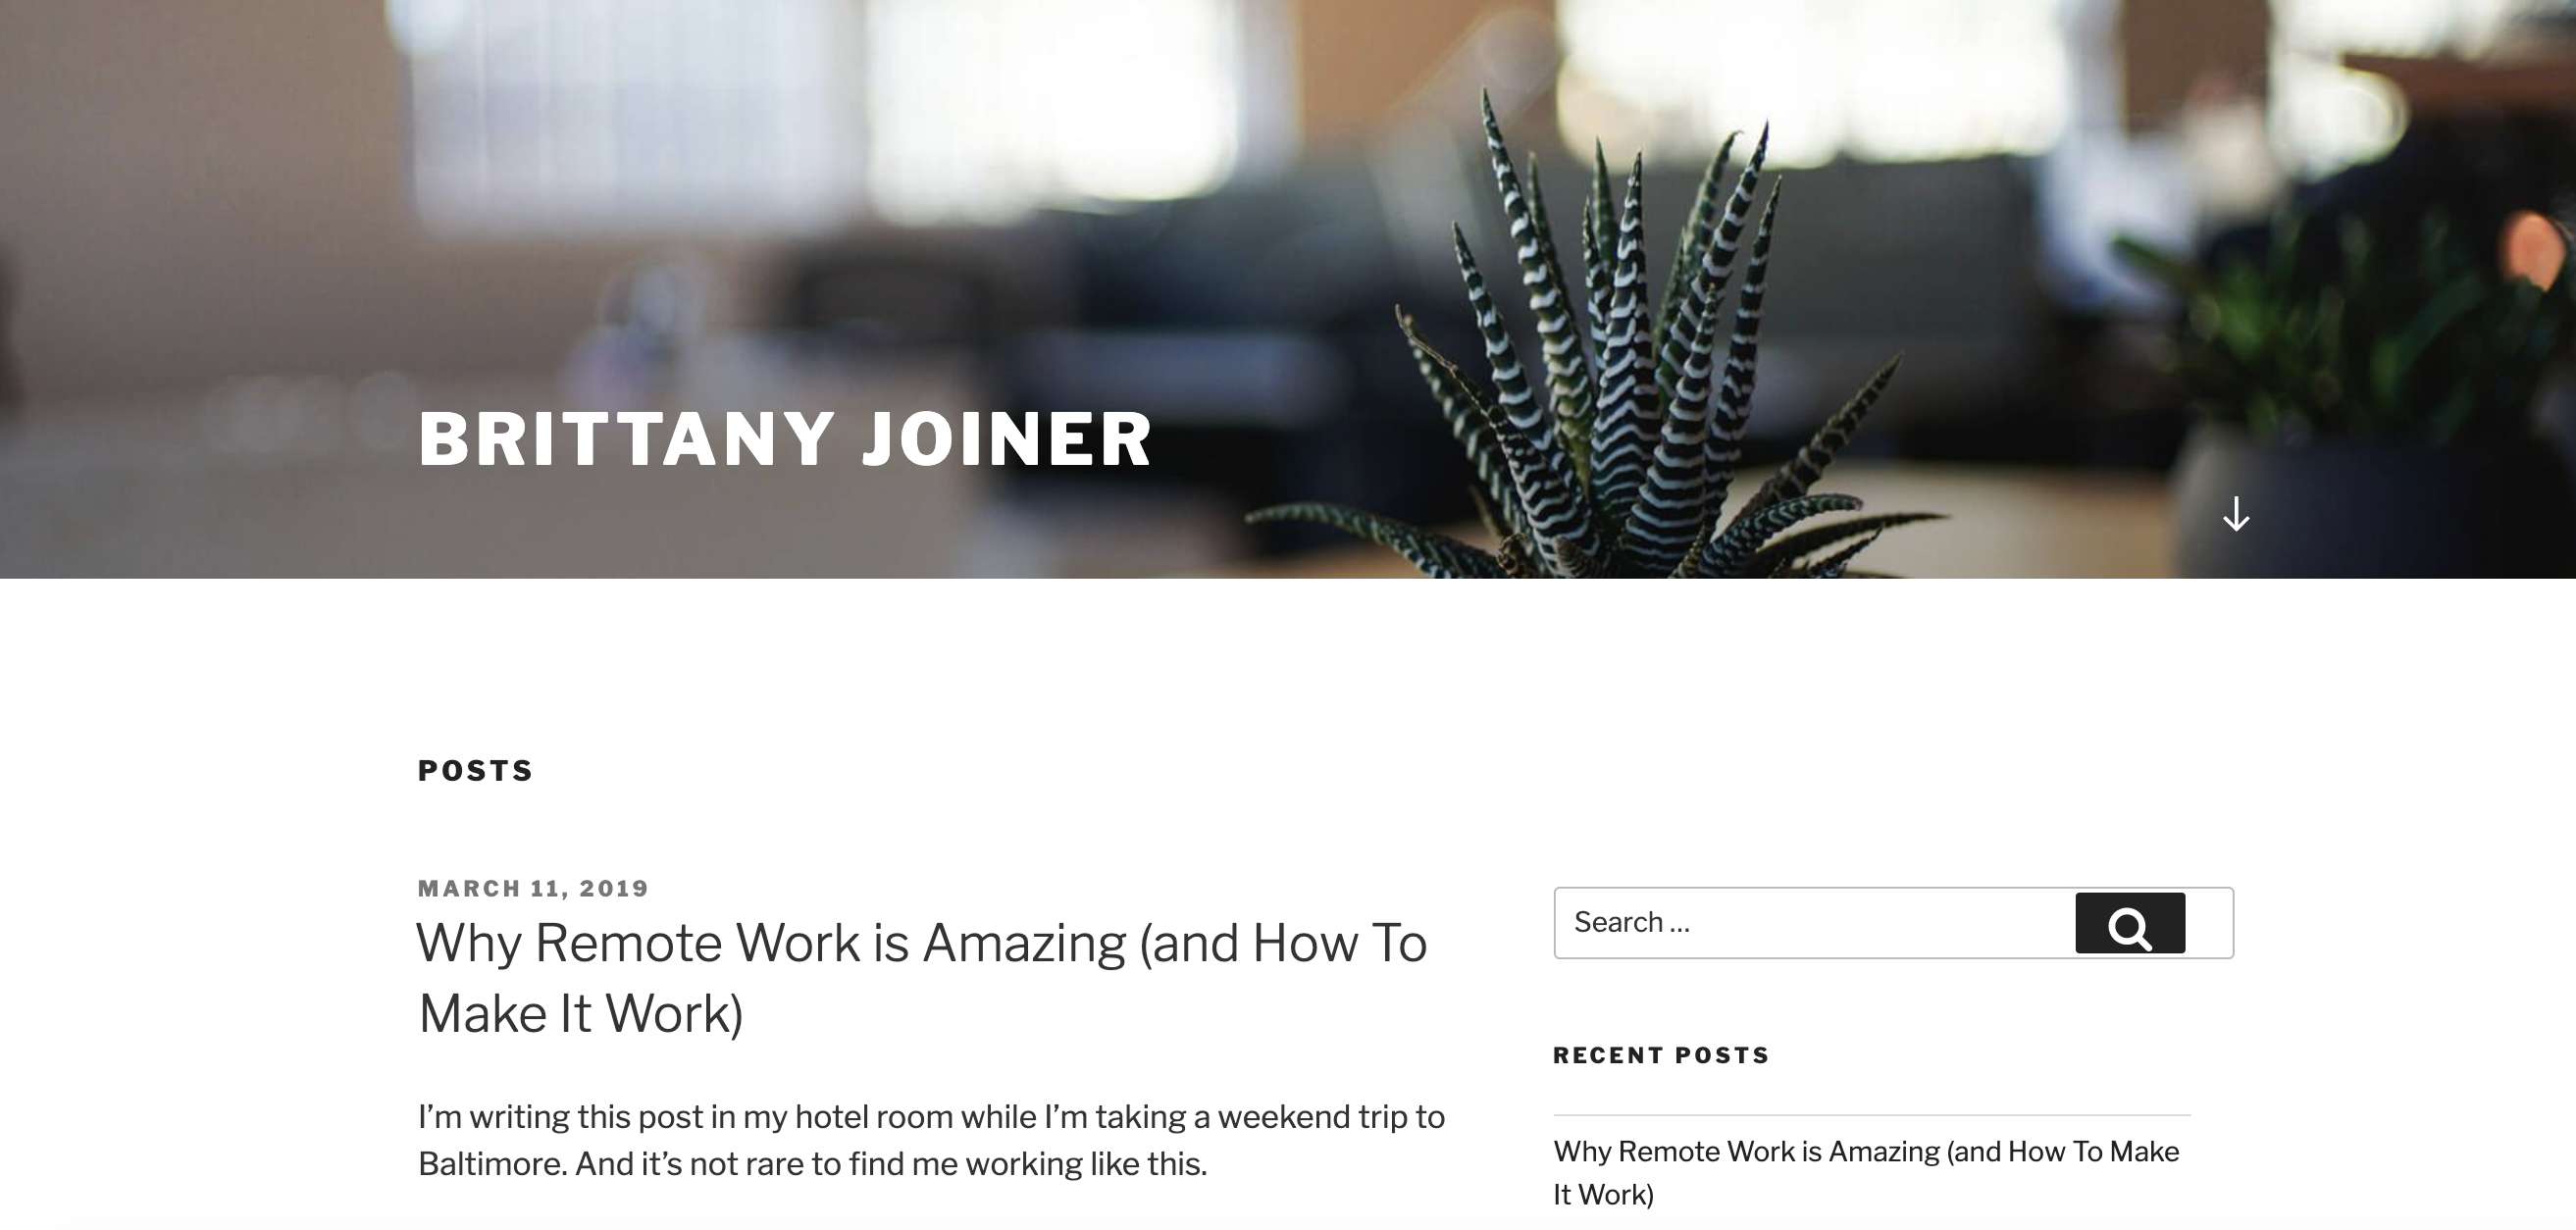 BRITTANY JOINER
POSTS
MARCH 11, 2019
Why Remote Work is Amazing (and How To
Make It Work)
I’m writing this post in my hotel room while I’m taking a weekend trip to
Baltimore. And it’s not rare to find me working like this.
Search …
RECENT POSTS
Why Remote Work is Amazing (and How To Make
It Work)